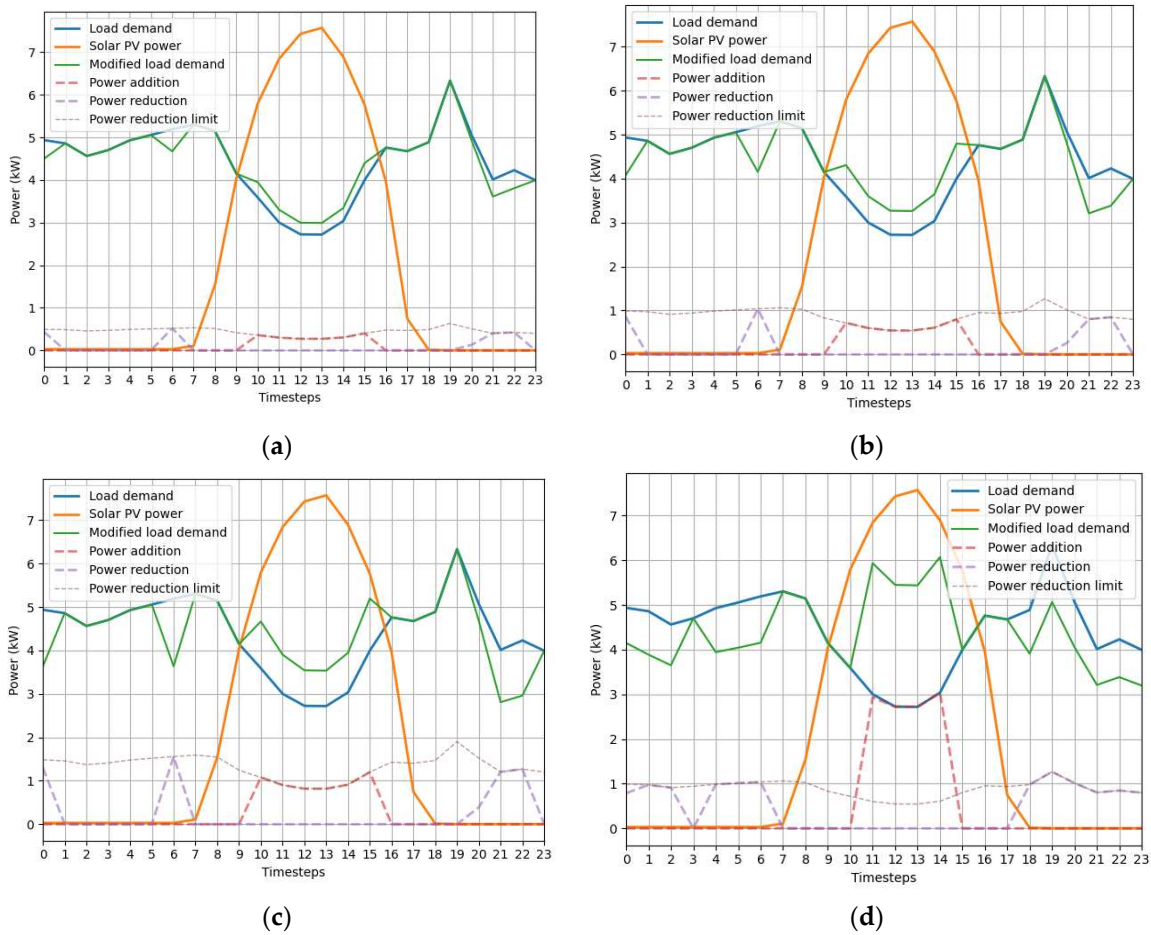 Load demand
Solar PV power
Modified load demand
Power addition
Power reduction
Power reduction limit
Power (kW)
7
6
5
4
3
2
1
0
0 1 2 3 4 5 6 7 8 9 10 11 12 13 14 15 16 17 18 19 20 21 22 23
Timesteps
(a)
Load demand
Solar PV power
Modified load demand
Power addition
Power reduction
Power reduction limit
Power (kW)
7
6
5
4
3
2
1
0
0 1 2 3 4 5 6 7 8 9 10 11 12 13 14 15 16 17 18 19 20 21 22 23
Timesteps
(b)
Load demand
Solar PV power
Modified load demand
Power addition
Power reduction
Power reduction limit
Power (kW)
7
6
5
4
3
2
1
0
0 1 2 3 4 5 6 7 8 9 10 11 12 13 14 15 16 17 18 19 20 21 22 23
Timesteps
(c)
Load demand
Solar PV power
Modified load demand
Power addition
Power reduction
Power reduction limit
Power (kW)
7
6
5
4
3
2
1
0
0 1 2 3 4 5 6 7 8 9 10 11 12 13 14 15 16 17 18 19 20 21 22 23
Timesteps
(d)